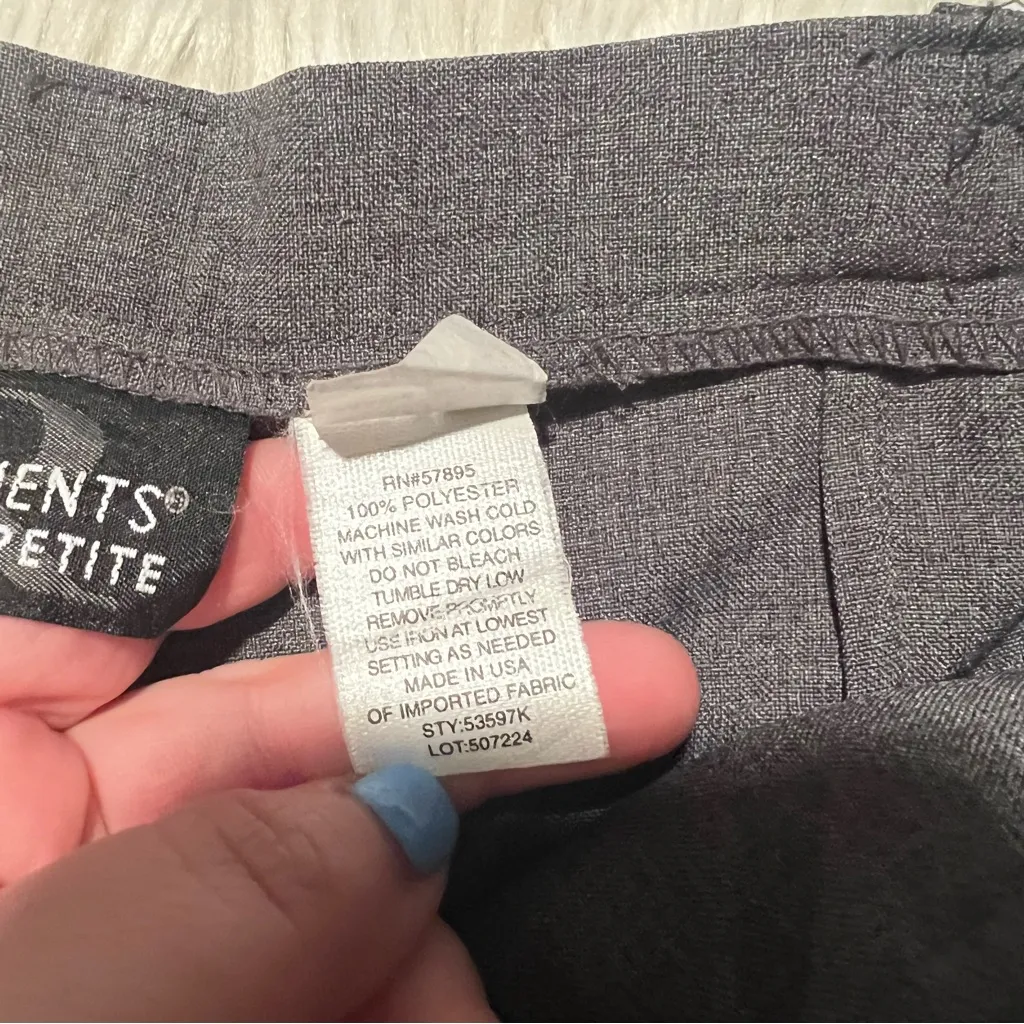 ENTS®
PETITE
RN#57895
100% POLYESTER
MACHINE WASH COLD
WITH SIMILAR COLORS
DO NOT BLEACH
TUMBLE DRY LOW
REMOVE PROMPTLY
USE IRON AT LOWEST
SETTING AS NEEDED
MADE IN USA
OF IMPORTED FABRIC
STY:53597K
LOT:507224